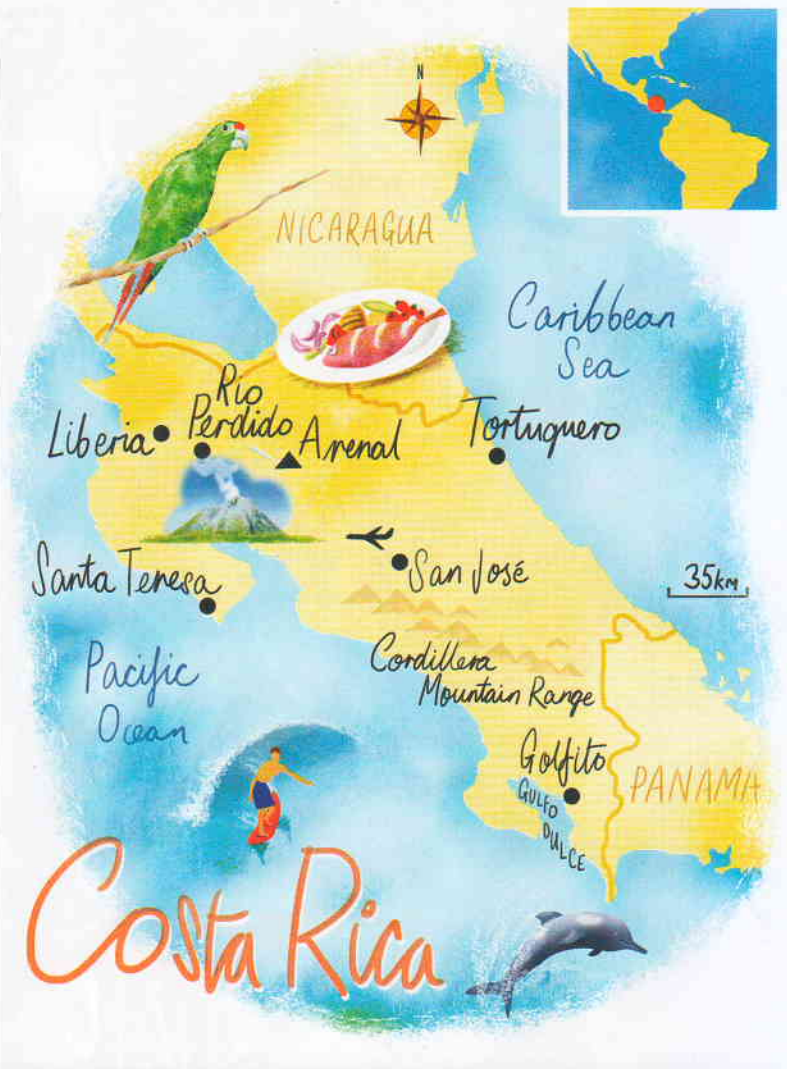 N
NICARAGUA
Caribbean
Sea
Rio
Perdido
Liberia
Arenal
Tortuguero
Santa Teresa
San José
35km
Pacific
Ocean
Cordillera
Mountain Range
Golfito
GULFO
DULCE
PANAMA
Costa Rica